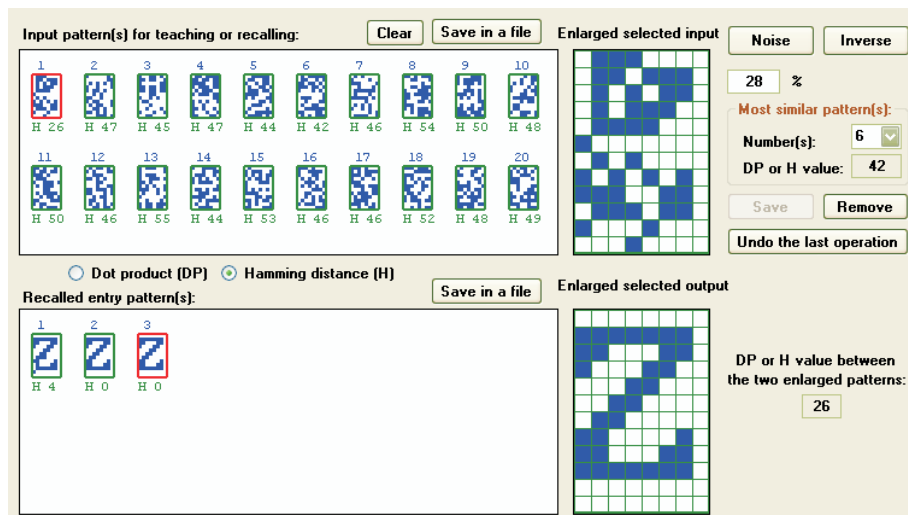 Input pattern(s) for teaching or recalling:
Clear
Save in a file
Enlarged selected input
Noise
Inverse
1 2 3 4 5 6 7 8 9 10
H 26 H 47 H 45 H 47 H 44 H 42 H 46 H 54 H 50 H 48
28 %
Most similar pattern(s):
Number(s): 6
DP or H value: 42
11 12 13 14 15 16 17 18 19 20
H 50 H 46 H 55 H 44 H 53 H 46 H 46 H 52 H 48 H 49
Save
Remove
Undo the last operation
Dot product (DP)
Hamming distance (H)
Recalled entry pattern(s):
Save in a file
Enlarged selected output
1 2 3
H 4 H 0 H 0
DP or H value between
the two enlarged patterns:
26